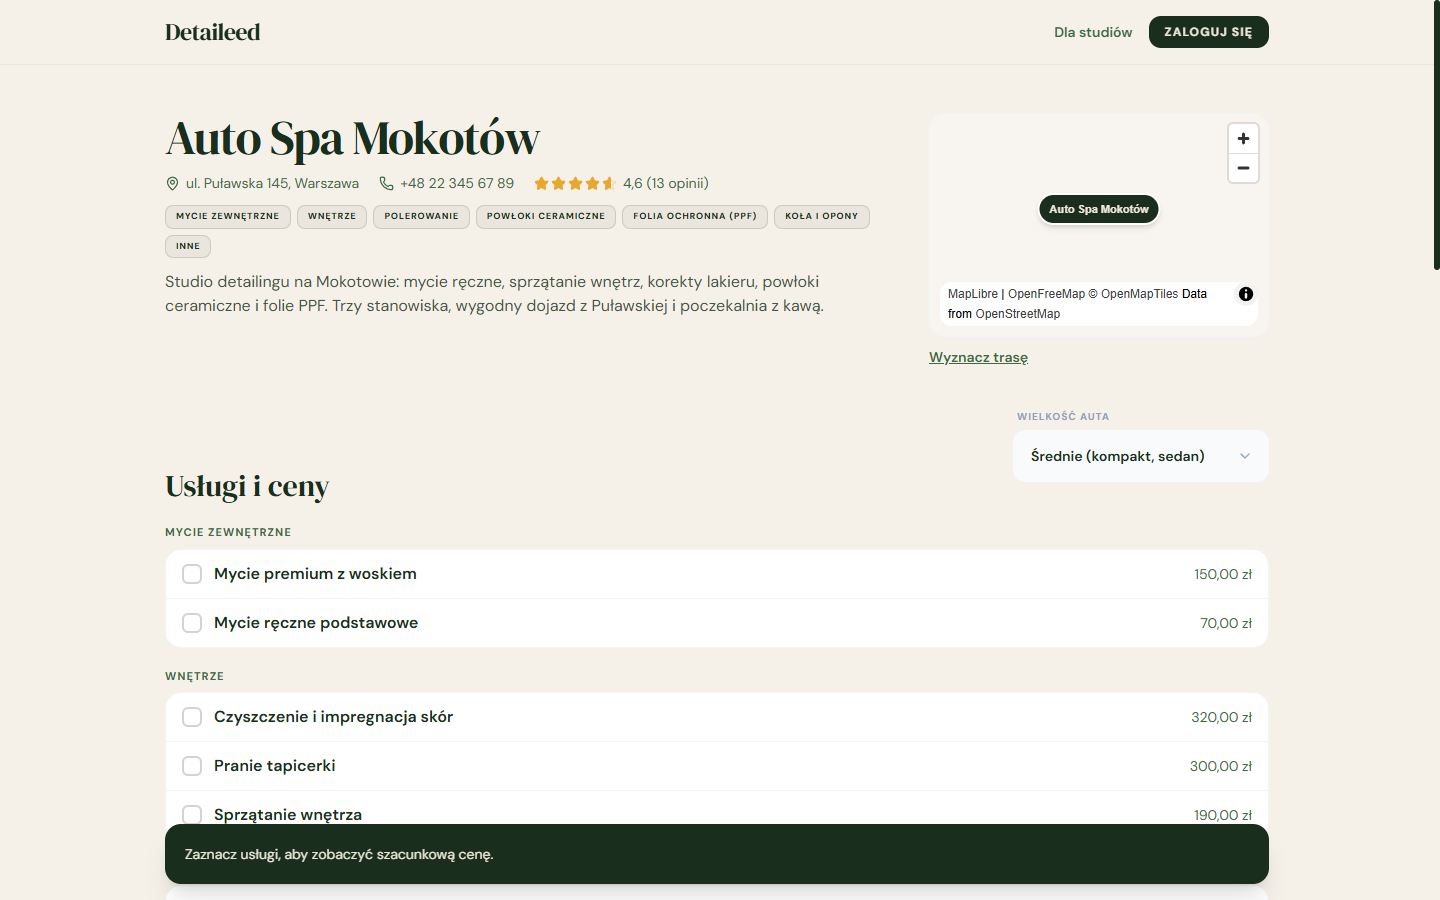 Detaileed
Dla studiów
ZALOGUJ SIĘ
Auto Spa Mokotów
ul. Puławska 145, Warszawa
+48 22 345 67 89
4,6 (13 opinii)
MYCIE ZEWNĘTRZNE
WNĘTRZE
POLEROWANIE
POWŁOKI CERAMICZNE
FOLIA OCHRONNA (PPF)
KOŁA I OPONY
INNE
Studio detailingu na Mokotowie: mycie ręczne, sprzątanie wnętrz, korekty lakieru, powłoki
ceramiczne i folie PPF. Trzy stanowiska, wygodny dojazd z Puławskiej i poczekalnia z kawą.
Auto Spa Mokotów
MapLibre | OpenFreeMap © OpenMapTiles Data
from OpenStreetMap
Wyznacz trasę
WIELKOŚĆ AUTA
Średnie (kompakt, sedan)
Usługi i ceny
MYCIE ZEWNĘTRZNE
Mycie premium z woskiem 150,00 zł
Mycie ręczne podstawowe 70,00 zł
WNĘTRZE
Czyszczenie i impregnacja skór 320,00 zł
Pranie tapicerki 300,00 zł
Sprzątanie wnętrza 190,00 zł
Zaznacz usługi, aby zobaczyć szacunkową cenę.